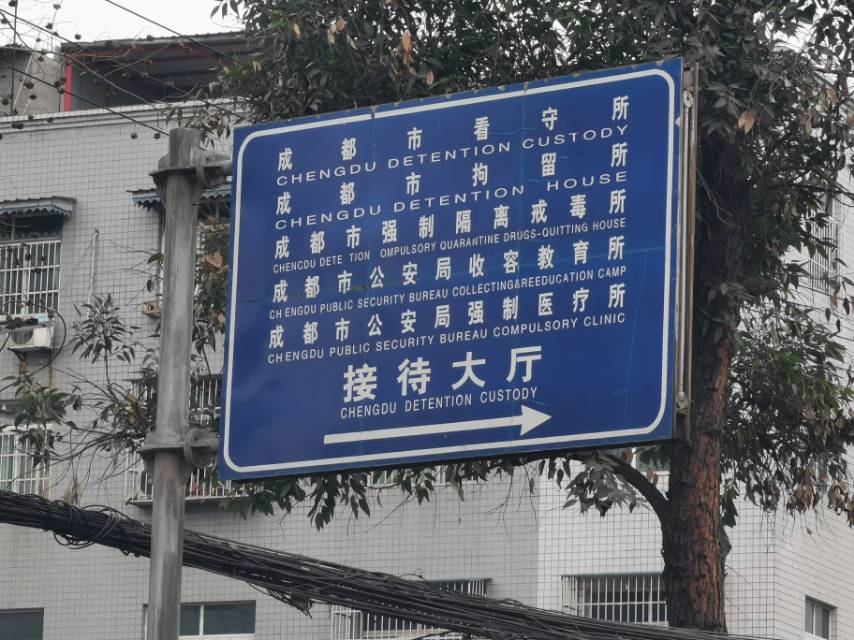 成都市看守所
CHENGDU DETENTION CUSTODY
成都市拘留所
CHENGDU DETENTION HOUSE
成都市强制隔离戒毒所
CHENGDU DETE TION OMPULSORY QUARANTINE DRUGS-QUITTING HOUSE
成都市公安局收容教育所
CHENGDU PUBLIC SECURITY BUREAU COLLECTING&REEDUCATION CAMP
成都市公安局强制医疗所
CHENGDU PUBLIC SECURITY BUREAU COMPULSORY CLINIC
接待大厅
CHENGDU DETENTION CUSTODY